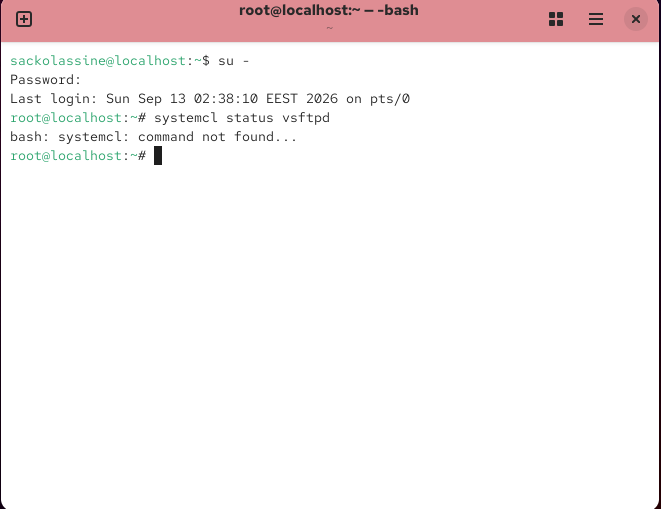 root@localhost:~ — -bash
~
sackolassine@localhost:~$ su -
Password:
Last login: Sun Sep 13 02:38:10 EEST 2026 on pts/0
root@localhost:~# systemcl status vsftpd
bash: systemcl: command not found...
root@localhost:~#